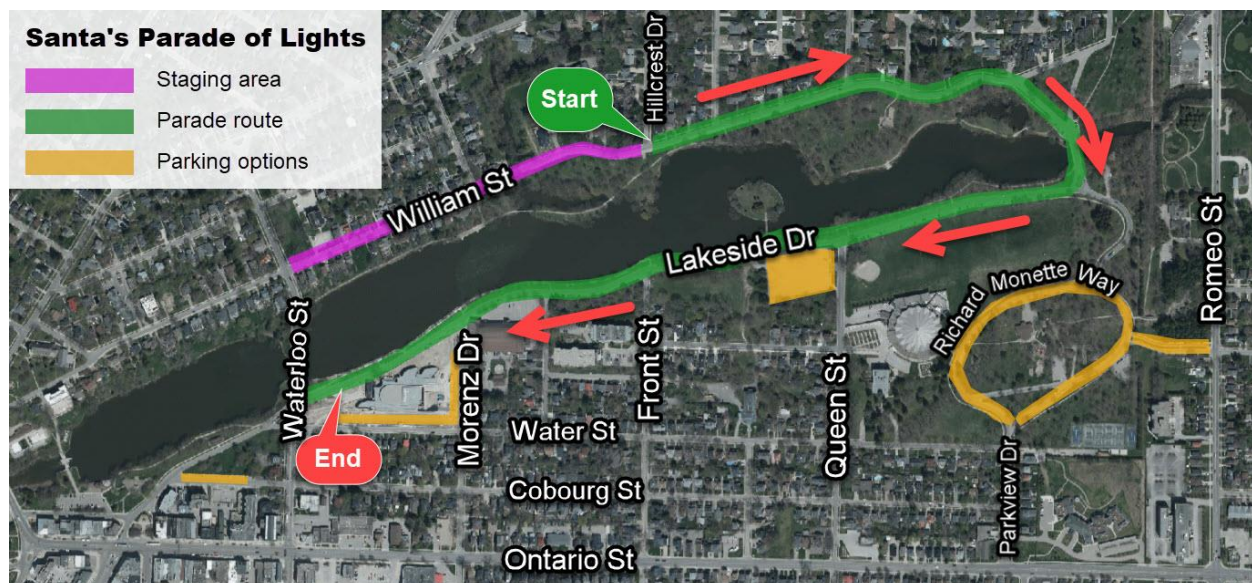 Santa's Parade of Lights
Staging area
Parade route
Parking options
Start
Hillcrest Dr
William St
Lakeside Dr
Richard Monette Way
Romeo St
Waterloo St
Morenz Dr
Front St
Queen St
End
Water St
Parkview Dr
Cobourg St
Ontario St